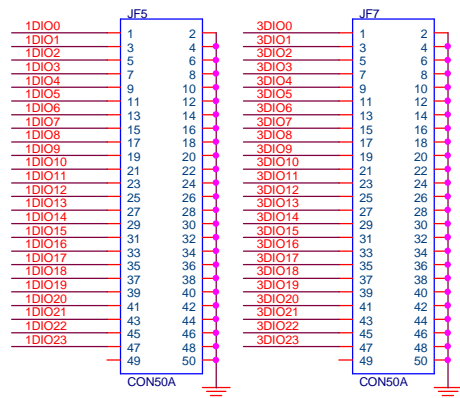 JF5 JF7
1DIO0 1 2 3DIO0 1 2
1DIO1 3 4 3DIO1 3 4
1DIO2 5 6 3DIO2 5 6
1DIO3 7 8 3DIO3 7 8
1DIO4 9 10 3DIO4 9 10
1DIO5 11 12 3DIO5 11 12
1DIO6 13 14 3DIO6 13 14
1DIO7 15 16 3DIO7 15 16
1DIO8 17 18 3DIO8 17 18
1DIO9 19 20 3DIO9 19 20
1DIO10 21 22 3DIO10 21 22
1DIO11 23 24 3DIO11 23 24
1DIO12 25 26 3DIO12 25 26
1DIO13 27 28 3DIO13 27 28
1DIO14 29 30 3DIO14 29 30
1DIO15 31 32 3DIO15 31 32
1DIO16 33 34 3DIO16 33 34
1DIO17 35 36 3DIO17 35 36
1DIO18 37 38 3DIO18 37 38
1DIO19 39 40 3DIO19 39 40
1DIO20 41 42 3DIO20 41 42
1DIO21 43 44 3DIO21 43 44
1DIO22 45 46 3DIO22 45 46
1DIO23 47 48 3DIO23 47 48
49 50 49 50
CON50A CON50A